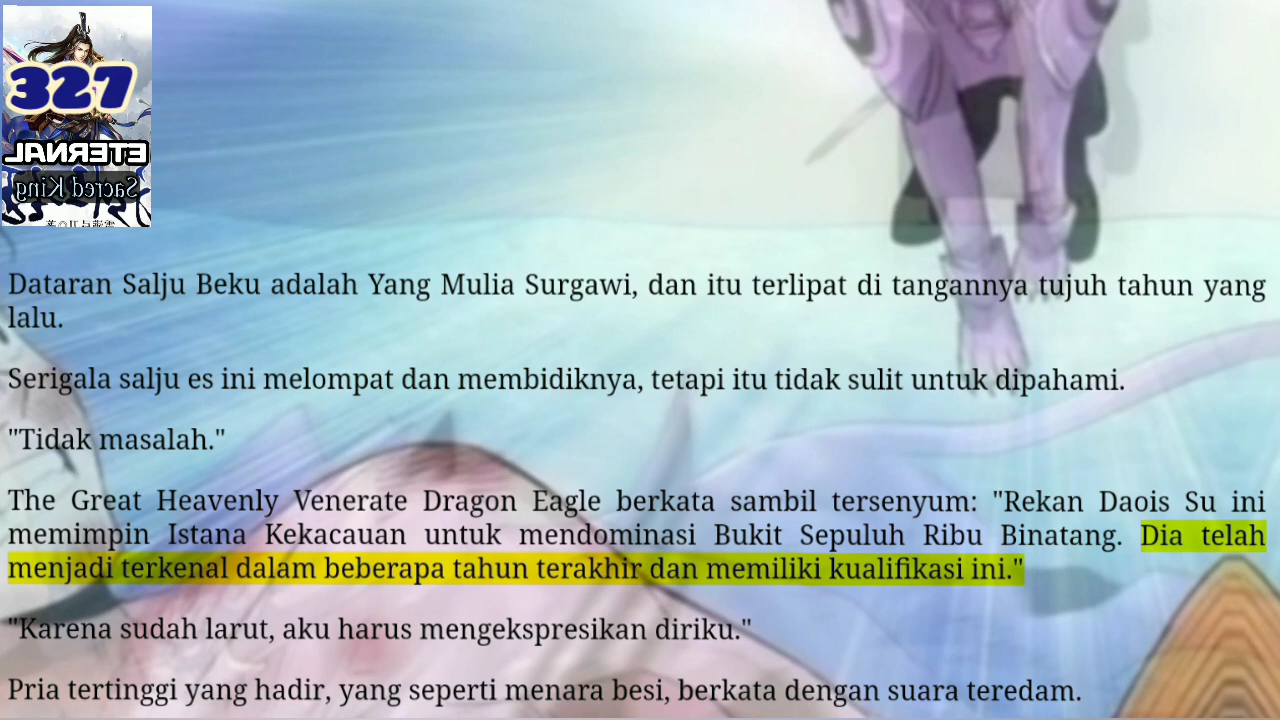 327
ETERNAL
Sacred King
Dataran Salju Beku adalah Yang Mulia Surgawi, dan itu terlipat di tangannya tujuh tahun yang
lalu.
Serigala salju es ini melompat dan membidiknya, tetapi itu tidak sulit untuk dipahami.
"Tidak masalah."
The Great Heavenly Venerate Dragon Eagle berkata sambil tersenyum: "Rekan Daois Su ini
memimpin Istana Kekacauan untuk mendominasi Bukit Sepuluh Ribu Binatang. Dia telah
menjadi terkenal dalam beberapa tahun terakhir dan memiliki kualifikasi ini."
"Karena sudah larut, aku harus mengekspresikan diriku."
Pria tertinggi yang hadir, yang seperti menara besi, berkata dengan suara teredam.